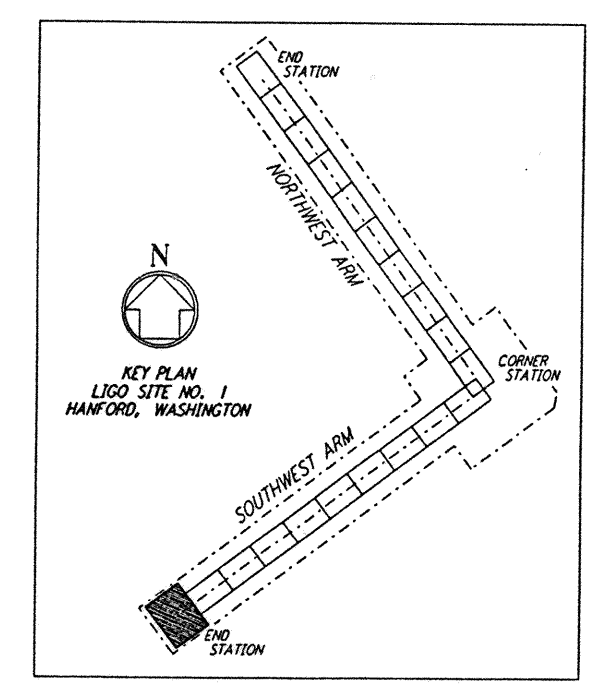 END
STATION
NORTHWEST ARM
N
KEY PLAN
LIGO SITE NO. 1
HANFORD, WASHINGTON
CORNER
STATION
SOUTHWEST ARM
END
STATION